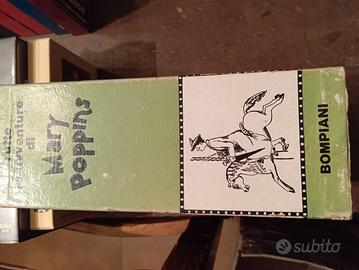 Tutte
le avventure
di
Mary
Poppins
BOMPIANI
subito